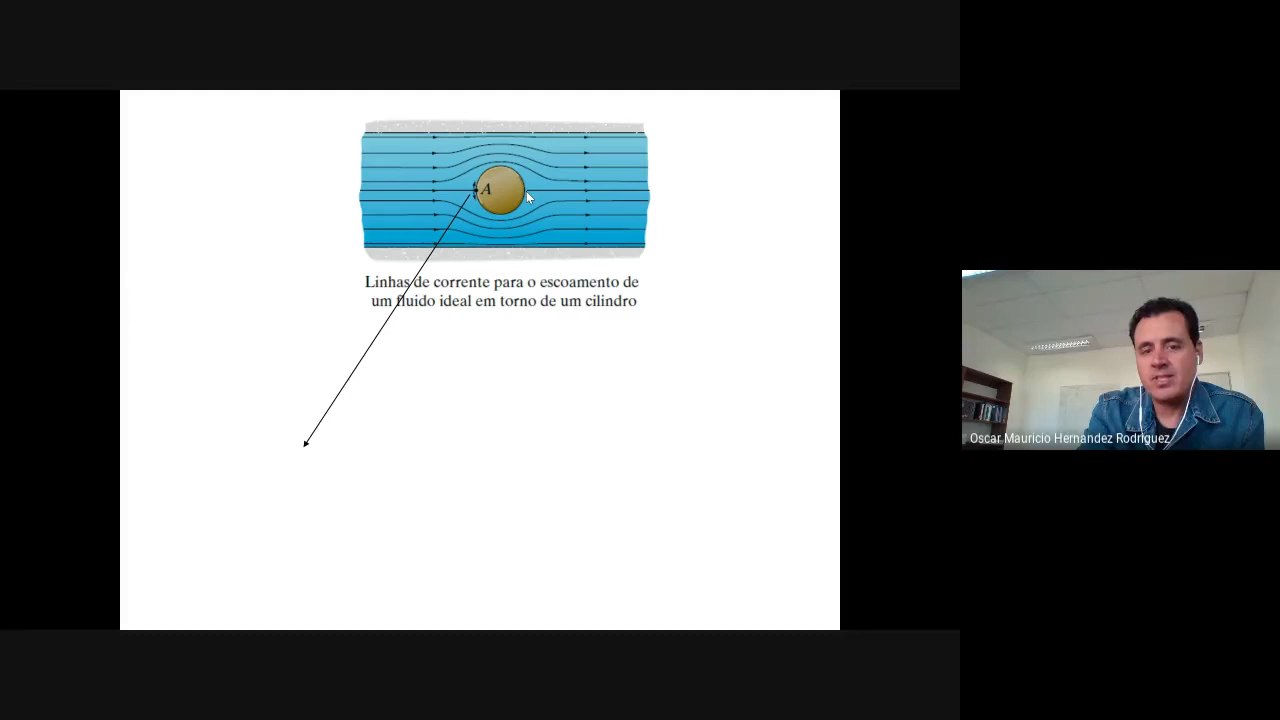 A
Linhas de corrente para o escoamento de
um fluido ideal em torno de um cilindro
Oscar Mauricio Hernandez Rodriguez